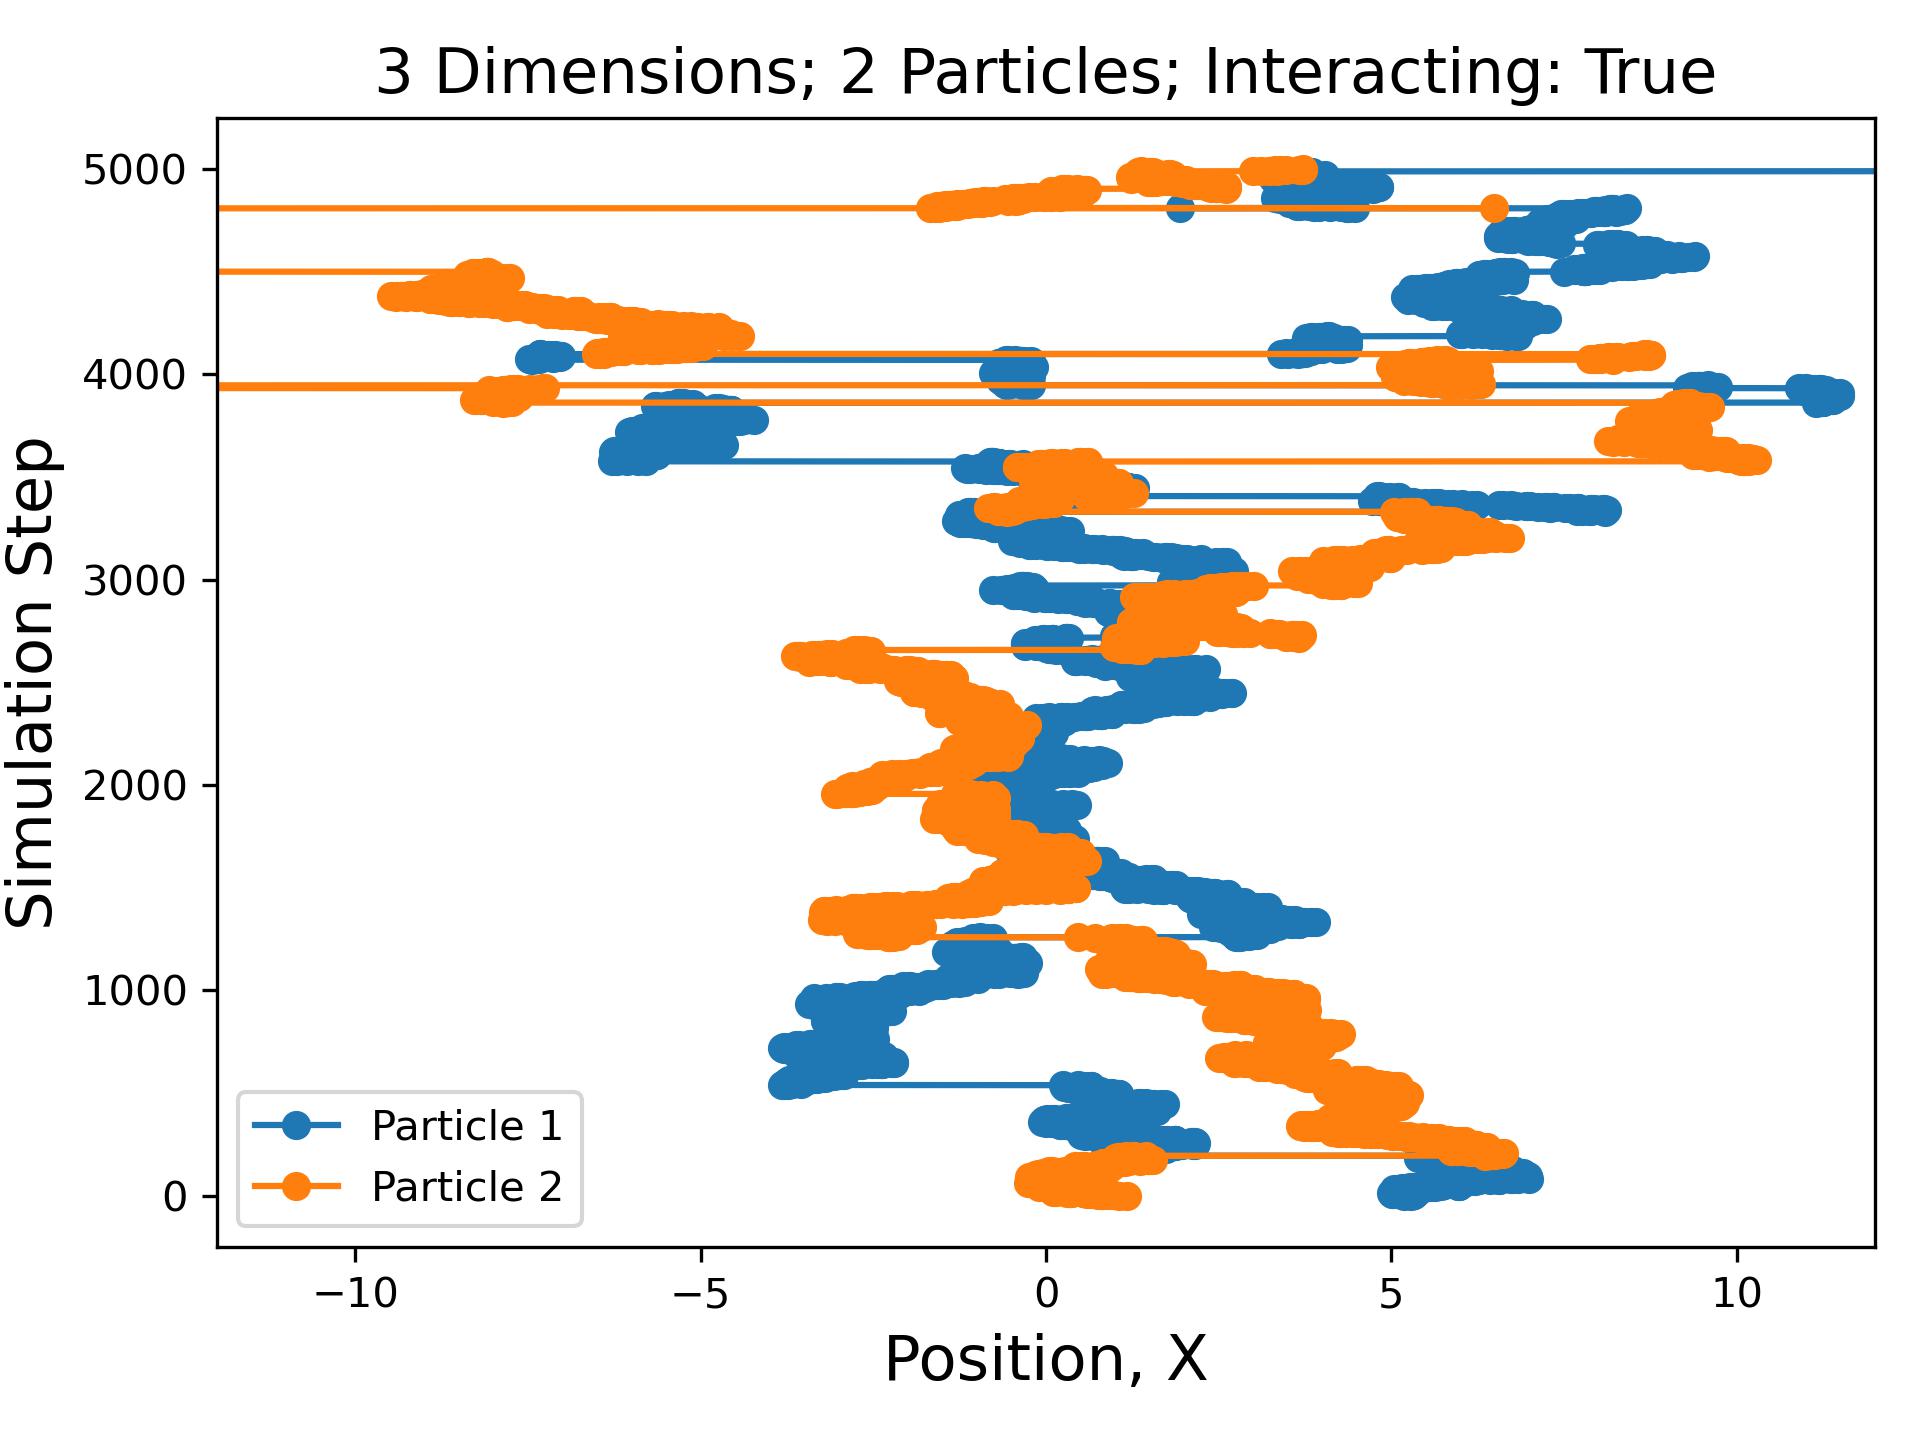 3 Dimensions; 2 Particles; Interacting: True
Simulation Step
5000
4000
3000
2000
1000
0
Particle 1
Particle 2
−10
−5
0
5
10
Position, X